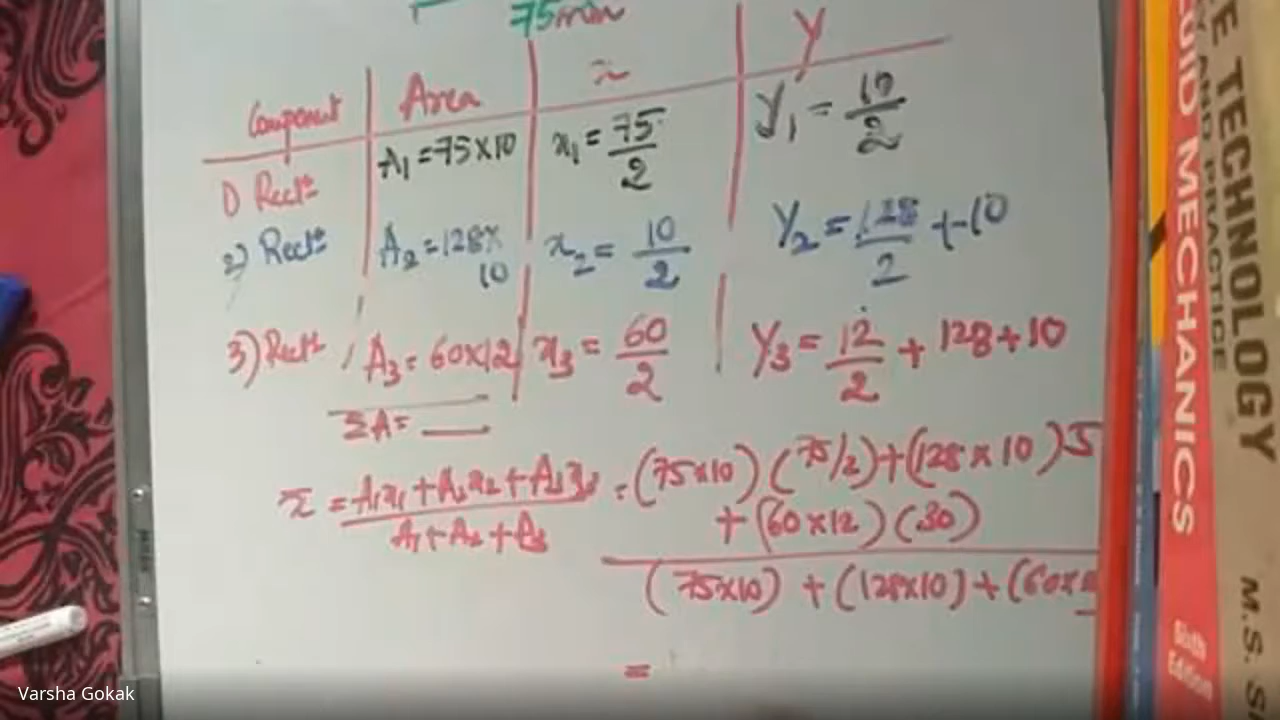 75mm
Component Area x Y
1) Rect A₁ = 75×10 x₁ = 75/2 Y₁ = 10/2
2) Rect A₂ = 128×10 x₂ = 10/2 Y₂ = 128/2 + 10
3) Rect A₃ = 60×12 x₃ = 60/2 Y₃ = 12/2 + 128+10
ΣA =
x̄ = A₁x₁ + A₂x₂ + A₃x₃ / A₁+A₂+A₃ = (75×10) (75/2) + (128×10) 5
+ (60×12) (30)
(75×10) + (128×10) + (60×
=
TECHNOLOGY
AND PRACTICE
M.S.
FLUID MECHANICS
Sixth
Edition
Varsha Gokak